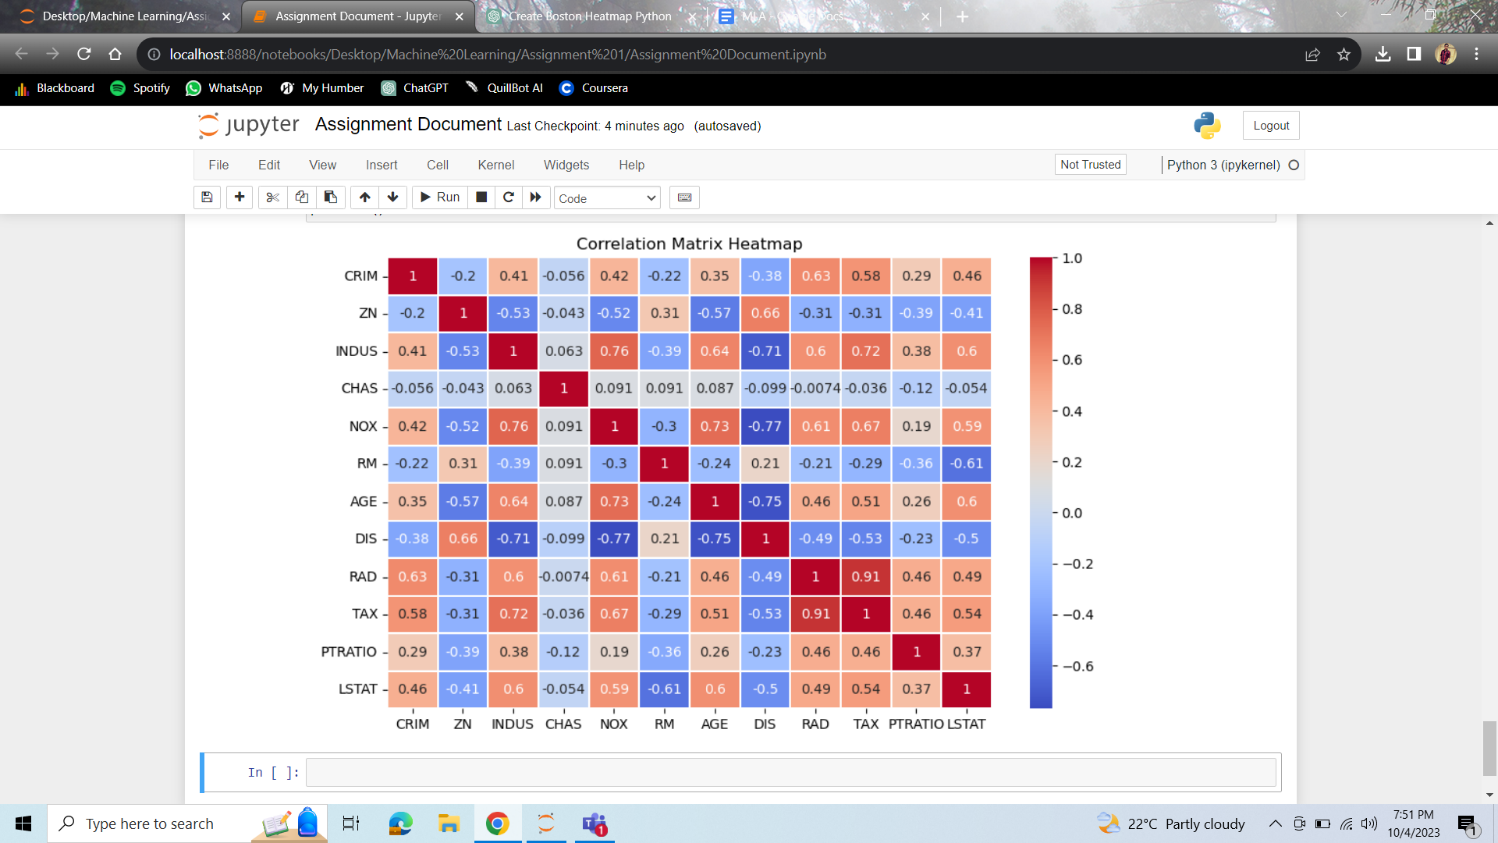 Desktop/Machine Learning/Assi
Assignment Document - Jupyter
Create Boston Heatmap Python
localhost:8888/notebooks/Desktop/Machine%20Learning/Assignment%201/Assignment%20Document.ipynb
Blackboard Spotify WhatsApp My Humber ChatGPT QuillBot AI Coursera
jupyter Assignment Document Last Checkpoint: 4 minutes ago (autosaved) Logout
File Edit View Insert Cell Kernel Widgets Help Not Trusted Python 3 (ipykernel)
Run Code
Correlation Matrix Heatmap
CRIM 1 -0.2 0.41 -0.056 0.42 -0.22 0.35 -0.38 0.63 0.58 0.29 0.46
ZN -0.2 1 -0.53 -0.043 -0.52 0.31 -0.57 0.66 -0.31 -0.31 -0.39 -0.41
INDUS 0.41 -0.53 1 0.063 0.76 -0.39 0.64 -0.71 0.6 0.72 0.38 0.6
CHAS -0.056 -0.043 0.063 1 0.091 0.091 0.087 -0.099 -0.0074 -0.036 -0.12 -0.054
NOX 0.42 -0.52 0.76 0.091 1 -0.3 0.73 -0.77 0.61 0.67 0.19 0.59
RM -0.22 0.31 -0.39 0.091 -0.3 1 -0.24 0.21 -0.21 -0.29 -0.36 -0.61
AGE 0.35 -0.57 0.64 0.087 0.73 -0.24 1 -0.75 0.46 0.51 0.26 0.6
DIS -0.38 0.66 -0.71 -0.099 -0.77 0.21 -0.75 1 -0.49 -0.53 -0.23 -0.5
RAD 0.63 -0.31 0.6 -0.0074 0.61 -0.21 0.46 -0.49 1 0.91 0.46 0.49
TAX 0.58 -0.31 0.72 -0.036 0.67 -0.29 0.51 -0.53 0.91 1 0.46 0.54
PTRATIO 0.29 -0.39 0.38 -0.12 0.19 -0.36 0.26 -0.23 0.46 0.46 1 0.37
LSTAT 0.46 -0.41 0.6 -0.054 0.59 -0.61 0.6 -0.5 0.49 0.54 0.37 1
CRIM ZN INDUS CHAS NOX RM AGE DIS RAD TAX PTRATIO LSTAT
1.0
0.8
0.6
0.4
0.2
0.0
−0.2
−0.4
−0.6
In [ ]:
Type here to search
1
22°C Partly cloudy
7:51 PM
10/4/2023
1